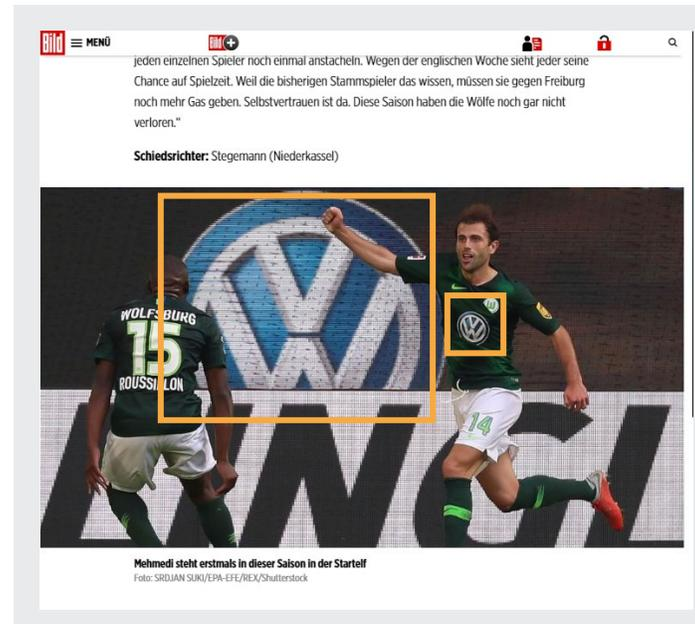 Bild
MENÜ
Bild +
jeden einzelnen Spieler noch einmal anstacheln. Wegen der englischen Woche sieht jeder seine
Chance auf Spielzeit. Weil die bisherigen Stammspieler das wissen, müssen sie gegen Freiburg
noch mehr Gas geben. Selbstvertrauen ist da. Diese Saison haben die Wölfe noch gar nicht
verloren."
Schiedsrichter: Stegemann (Niederkassel)
VW
VW
WOLFSBURG
15
ROUSSILLON
14
Mehmedi steht erstmals in dieser Saison in der Startelf
Foto: SRDJAN SUKI/EPA-EFE/REX/Shutterstock